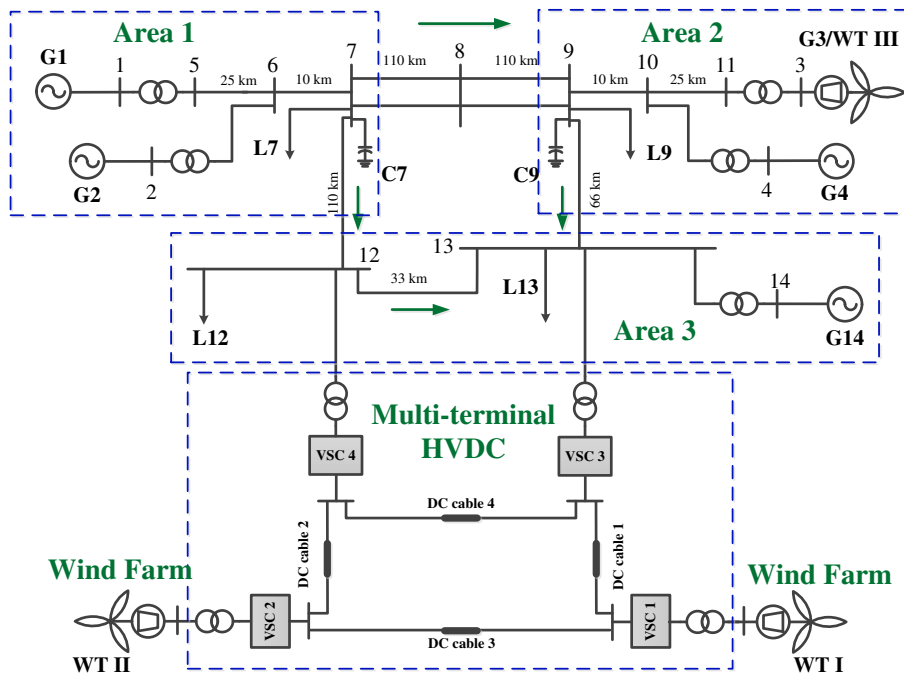 Area 1
Area 2
G3/WT III
G1
1
5
6
7
8
9
10
11
3
25 km
10 km
110 km
110 km
10 km
25 km
G2
2
L7
C7
C9
L9
4
G4
110 km
66 km
12
13
33 km
L12
L13
14
G14
Area 3
Multi-terminal
HVDC
VSC 4
VSC 3
DC cable 4
DC cable 2
DC cable 1
Wind Farm
Wind Farm
VSC 2
VSC 1
DC cable 3
WT II
WT I